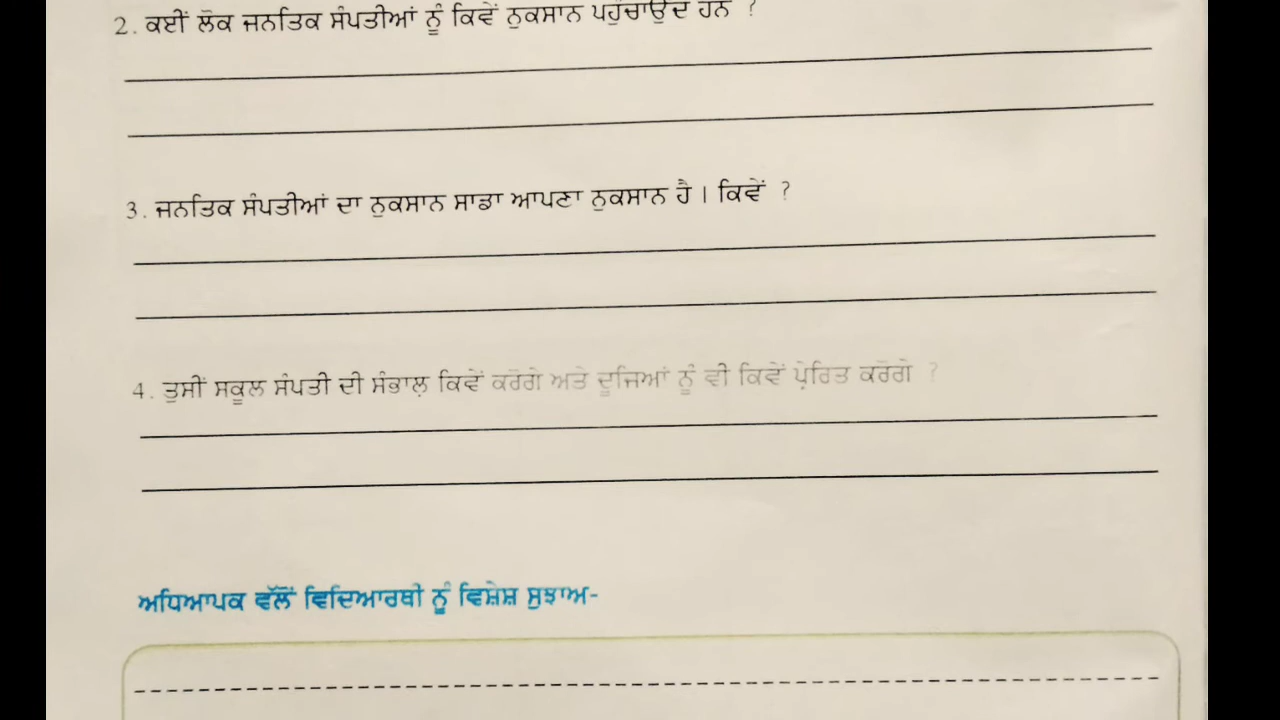 2. ਕਈਂ ਲੋਕ ਜਨਤਿਕ ਸੰਪਤੀਆਂ ਨੂੰ ਕਿਵੇਂ ਨੁਕਸਾਨ ਪਹੁੰਚਾਉਂਦੇ ਹਨ ?
3. ਜਨਤਿਕ ਸੰਪਤੀਆਂ ਦਾ ਨੁਕਸਾਨ ਸਾਡਾ ਆਪਣਾ ਨੁਕਸਾਨ ਹੈ । ਕਿਵੇਂ ?
4. ਤੁਸੀਂ ਸਕੂਲ ਸੰਪਤੀ ਦੀ ਸੰਭਾਲ਼ ਕਿਵੇਂ ਕਰੋਗੇ ਅਤੇ ਦੂਜਿਆਂ ਨੂੰ ਵੀ ਕਿਵੇਂ ਪ੍ਰੇਰਿਤ ਕਰੋਗੇ ?
ਅਧਿਆਪਕ ਵੱਲੋਂ ਵਿਦਿਆਰਥੀ ਨੂੰ ਵਿਸ਼ੇਸ਼ ਸੁਝਾਅ-